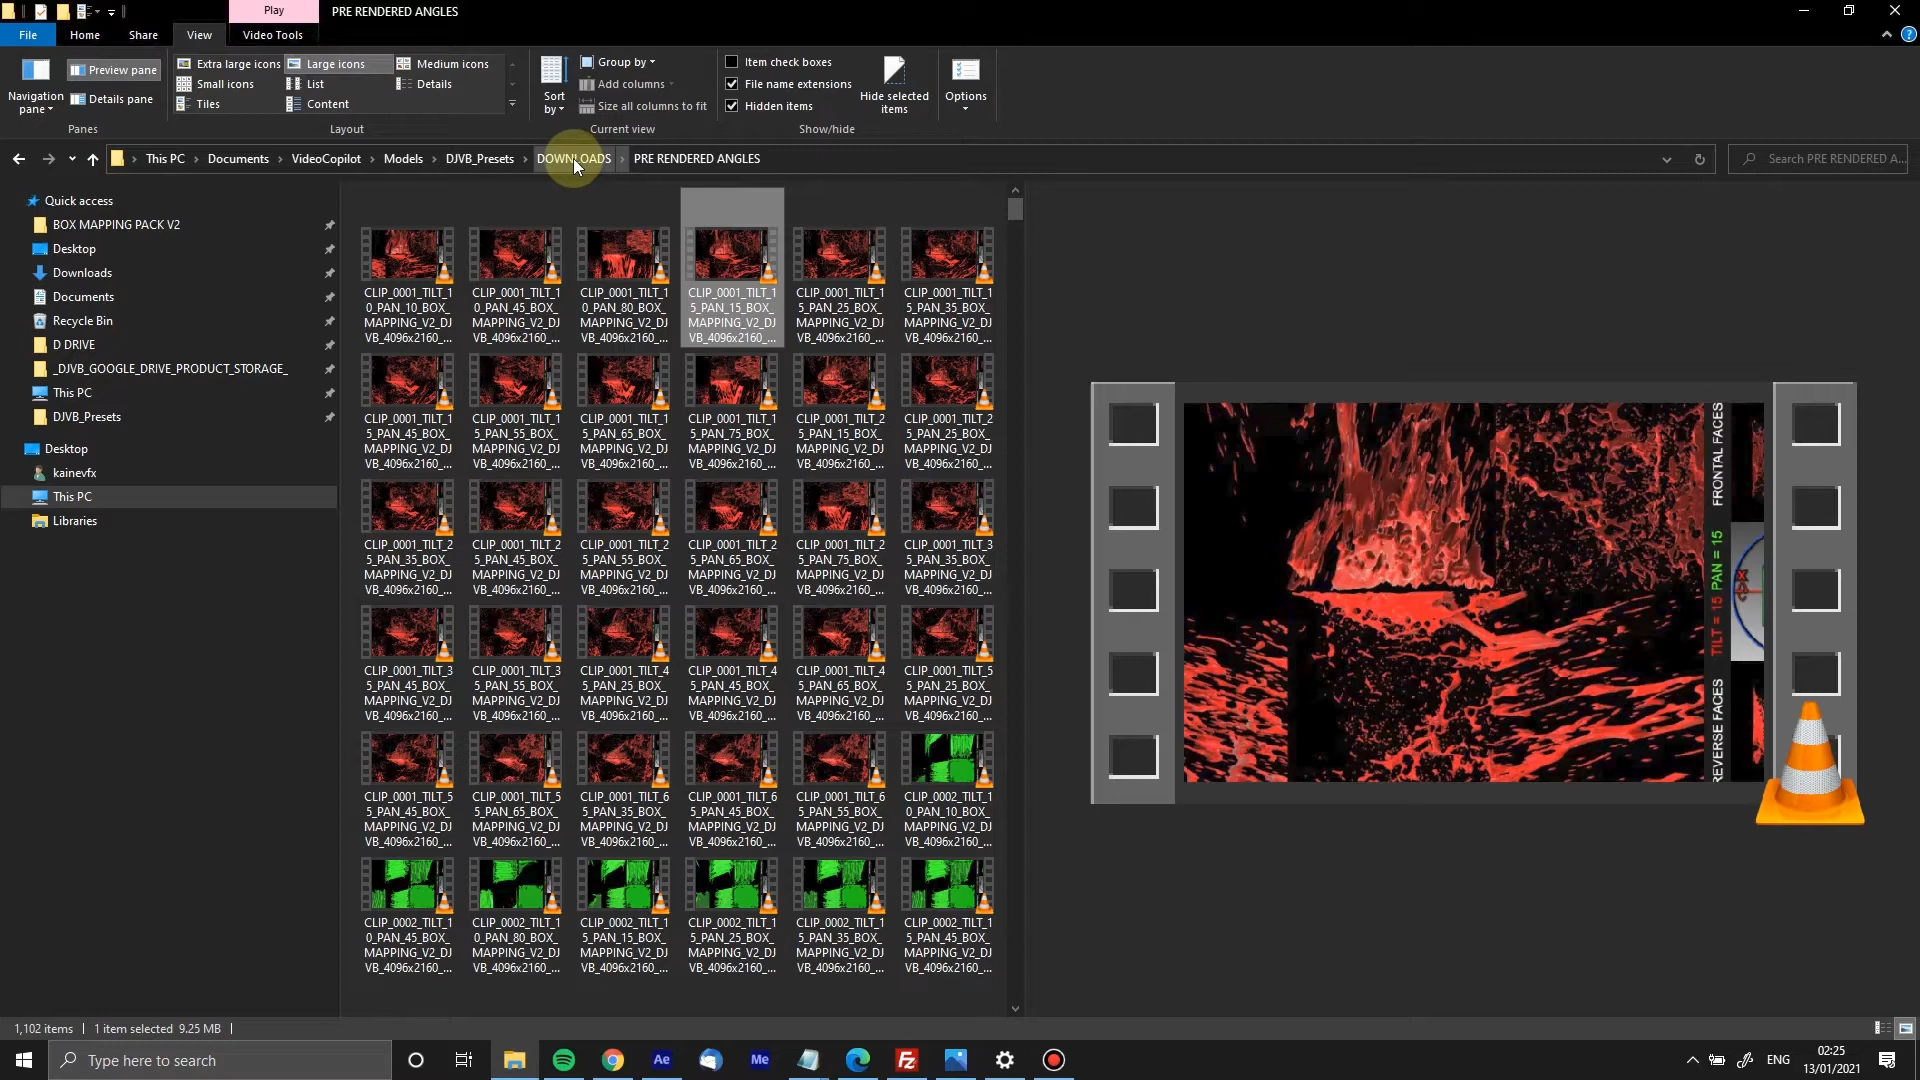 Play
PRE RENDERED ANGLES
File
Home
Share
View
Video Tools
Navigation pane
Preview pane
Details pane
Panes
Extra large icons
Large icons
Medium icons
Small icons
List
Details
Tiles
Content
Layout
Sort by
Group by
Add columns
Size all columns to fit
Current view
Item check boxes
File name extensions
Hidden items
Show/hide
Hide selected items
Options
This PC
Documents
VideoCopilot
Models
DJVB_Presets
DOWNLOADS
PRE RENDERED ANGLES
Search PRE RENDERED A...
Quick access
BOX MAPPING PACK V2
Desktop
Downloads
Documents
Recycle Bin
D DRIVE
_DJVB_GOOGLE_DRIVE_PRODUCT_STORAGE_
This PC
DJVB_Presets
Desktop
kainevfx
This PC
Libraries
CLIP_0001_TILT_10_PAN_10_BOX_MAPPING_V2_DJVB_4096x2160_...
CLIP_0001_TILT_10_PAN_45_BOX_MAPPING_V2_DJVB_4096x2160_...
CLIP_0001_TILT_10_PAN_80_BOX_MAPPING_V2_DJVB_4096x2160_...
CLIP_0001_TILT_15_PAN_15_BOX_MAPPING_V2_DJVB_4096x2160_...
CLIP_0001_TILT_15_PAN_25_BOX_MAPPING_V2_DJVB_4096x2160_...
CLIP_0001_TILT_15_PAN_35_BOX_MAPPING_V2_DJVB_4096x2160_...
CLIP_0001_TILT_15_PAN_45_BOX_MAPPING_V2_DJVB_4096x2160_...
CLIP_0001_TILT_15_PAN_55_BOX_MAPPING_V2_DJVB_4096x2160_...
CLIP_0001_TILT_15_PAN_65_BOX_MAPPING_V2_DJVB_4096x2160_...
CLIP_0001_TILT_15_PAN_75_BOX_MAPPING_V2_DJVB_4096x2160_...
CLIP_0001_TILT_25_PAN_15_BOX_MAPPING_V2_DJVB_4096x2160_...
CLIP_0001_TILT_25_PAN_25_BOX_MAPPING_V2_DJVB_4096x2160_...
CLIP_0001_TILT_25_PAN_35_BOX_MAPPING_V2_DJVB_4096x2160_...
CLIP_0001_TILT_25_PAN_45_BOX_MAPPING_V2_DJVB_4096x2160_...
CLIP_0001_TILT_25_PAN_55_BOX_MAPPING_V2_DJVB_4096x2160_...
CLIP_0001_TILT_25_PAN_65_BOX_MAPPING_V2_DJVB_4096x2160_...
CLIP_0001_TILT_25_PAN_75_BOX_MAPPING_V2_DJVB_4096x2160_...
CLIP_0001_TILT_35_PAN_35_BOX_MAPPING_V2_DJVB_4096x2160_...
CLIP_0001_TILT_35_PAN_45_BOX_MAPPING_V2_DJVB_4096x2160_...
CLIP_0001_TILT_35_PAN_55_BOX_MAPPING_V2_DJVB_4096x2160_...
CLIP_0001_TILT_45_PAN_25_BOX_MAPPING_V2_DJVB_4096x2160_...
CLIP_0001_TILT_45_PAN_45_BOX_MAPPING_V2_DJVB_4096x2160_...
CLIP_0001_TILT_45_PAN_65_BOX_MAPPING_V2_DJVB_4096x2160_...
CLIP_0001_TILT_55_PAN_25_BOX_MAPPING_V2_DJVB_4096x2160_...
CLIP_0001_TILT_55_PAN_45_BOX_MAPPING_V2_DJVB_4096x2160_...
CLIP_0001_TILT_55_PAN_65_BOX_MAPPING_V2_DJVB_4096x2160_...
CLIP_0001_TILT_65_PAN_35_BOX_MAPPING_V2_DJVB_4096x2160_...
CLIP_0001_TILT_65_PAN_45_BOX_MAPPING_V2_DJVB_4096x2160_...
CLIP_0001_TILT_65_PAN_55_BOX_MAPPING_V2_DJVB_4096x2160_...
CLIP_0002_TILT_10_PAN_10_BOX_MAPPING_V2_DJVB_4096x2160_...
CLIP_0002_TILT_10_PAN_45_BOX_MAPPING_V2_DJVB_4096x2160_...
CLIP_0002_TILT_10_PAN_80_BOX_MAPPING_V2_DJVB_4096x2160_...
CLIP_0002_TILT_15_PAN_15_BOX_MAPPING_V2_DJVB_4096x2160_...
CLIP_0002_TILT_15_PAN_25_BOX_MAPPING_V2_DJVB_4096x2160_...
CLIP_0002_TILT_15_PAN_35_BOX_MAPPING_V2_DJVB_4096x2160_...
CLIP_0002_TILT_15_PAN_45_BOX_MAPPING_V2_DJVB_4096x2160_...
FRONTAL FACES
TILT = 15 PAN = 15
REVERSE FACES
X
1,102 items
1 item selected 9.25 MB
Type here to search
Ae
Me
Fz
ENG
02:25
13/01/2021